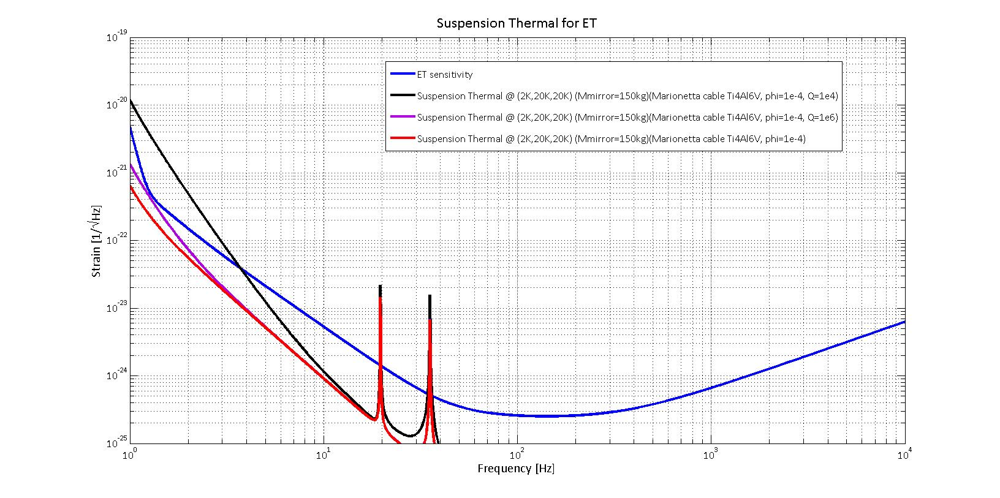 Suspension Thermal for ET
10^-19
10^-20
10^-21
10^-22
10^-23
10^-24
10^-25
Strain [1/√Hz]
ET sensitivity
Suspension Thermal @ (2K,20K,20K) (Mmirror=150kg)(Marionetta cable Ti4Al6V, phi=1e-4, Q=1e4)
Suspension Thermal @ (2K,20K,20K) (Mmirror=150kg)(Marionetta cable Ti4Al6V, phi=1e-4, Q=1e6)
Suspension Thermal @ (2K,20K,20K) (Mmirror=150kg)(Marionetta cable Ti4Al6V, phi=1e-4)
10^0 10^1 10^2 10^3 10^4
Frequency [Hz]